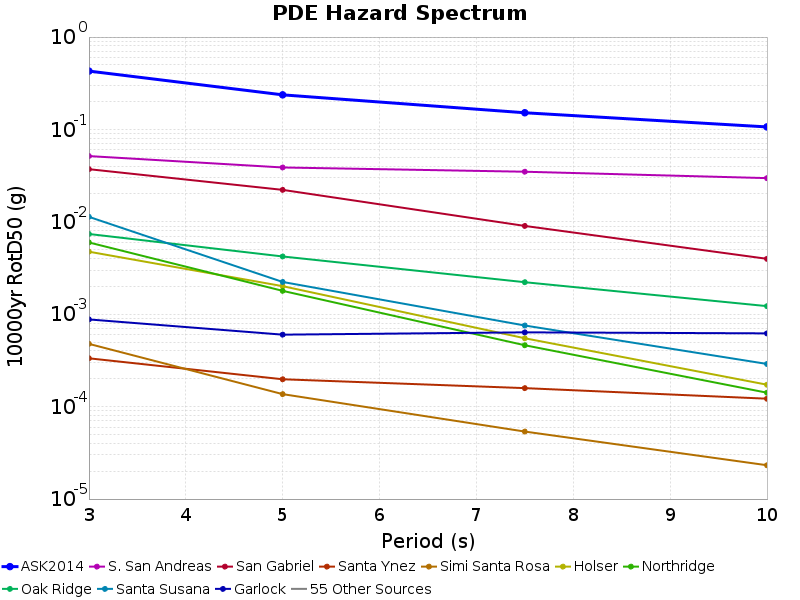 PDE Hazard Spectrum
10000yr RotD50 (g)
10^0
10^-1
10^-2
10^-3
10^-4
10^-5
3 4 5 6 7 8 9 10
Period (s)
ASK2014 S. San Andreas San Gabriel Santa Ynez Simi Santa Rosa Holser Northridge
Oak Ridge Santa Susana Garlock 55 Other Sources